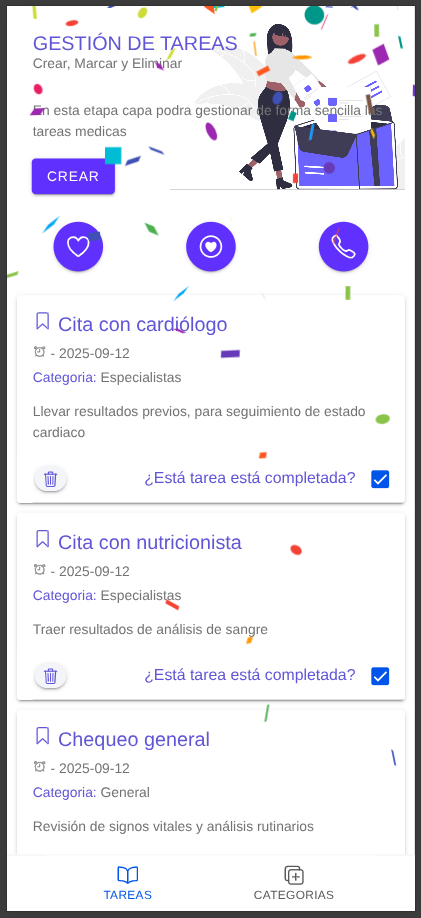 GESTIÓN DE TAREAS
Crear, Marcar y Eliminar
En esta etapa capa podra gestionar de forma sencilla las
tareas medicas
CREAR
Cita con cardiólogo
- 2025-09-12
Categoria: Especialistas
Llevar resultados previos, para seguimiento de estado
cardiaco
¿Está tarea está completada?
Cita con nutricionista
- 2025-09-12
Categoria: Especialistas
Traer resultados de análisis de sangre
¿Está tarea está completada?
Chequeo general
- 2025-09-12
Categoria: General
Revisión de signos vitales y análisis rutinarios
TAREAS
CATEGORIAS